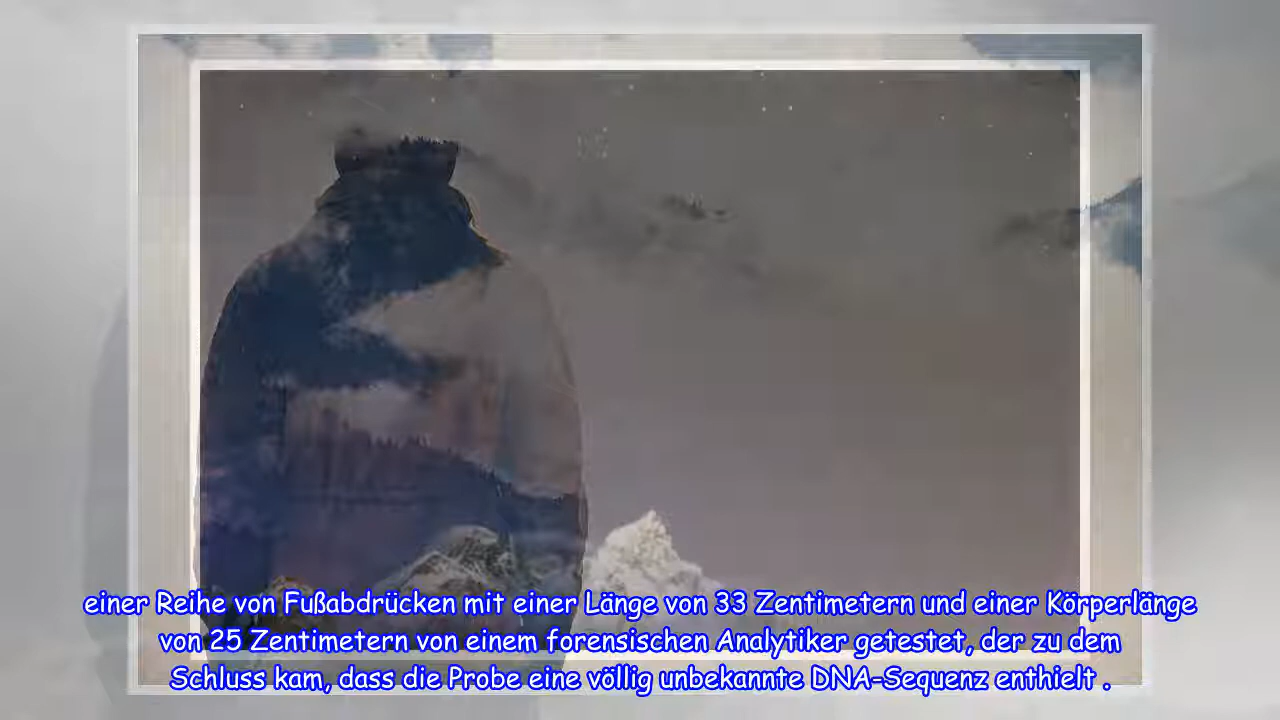 einer Reihe von Fußabdrücken mit einer Länge von 33 Zentimetern und einer Körperlänge
von 25 Zentimetern von einem forensischen Analytiker getestet, der zu dem
Schluss kam, dass die Probe eine völlig unbekannte DNA-Sequenz enthielt .